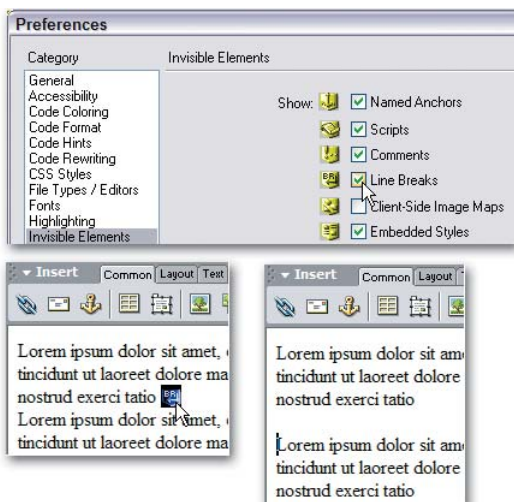 Preferences
Category
Invisible Elements
General
Accessibility
Code Coloring
Code Format
Code Hints
Code Rewriting
CSS Styles
File Types / Editors
Fonts
Highlighting
Invisible Elements
Show:
Named Anchors
Scripts
Comments
BR
Line Breaks
Client-Side Image Maps
Embedded Styles
Insert Common Layout Text
Lorem ipsum dolor sit amet,
tincidunt ut laoreet dolore ma
nostrud exerci tatio BR
Lorem ipsum dolor sit amet,
tincidunt ut laoreet dolore ma
Insert Common Layout
Lorem ipsum dolor sit am
tincidunt ut laoreet dolore
nostrud exerci tatio
Lorem ipsum dolor sit am
tincidunt ut laoreet dolore
nostrud exerci tatio